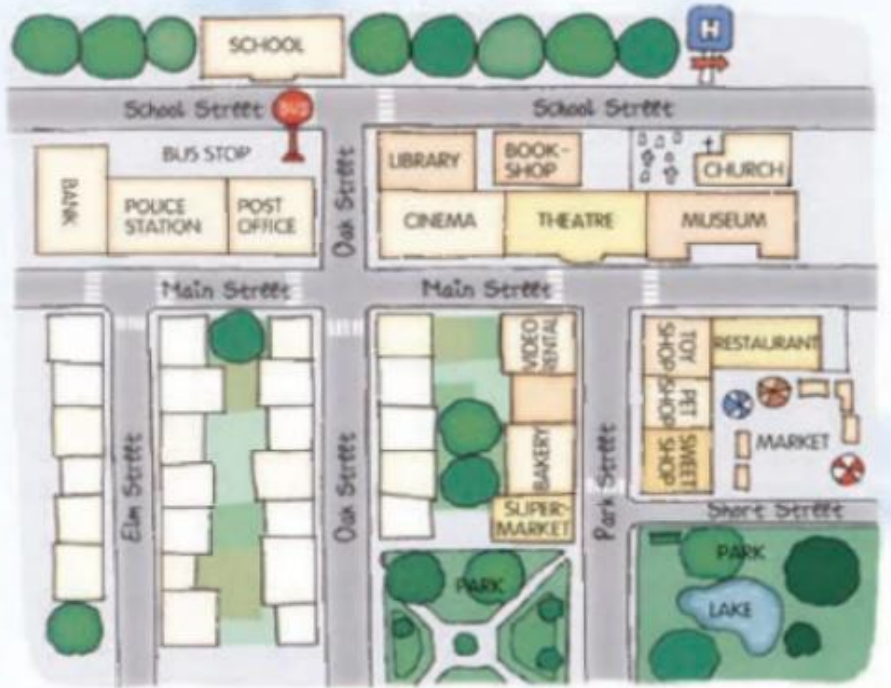 SCHOOL
H
School Street
BUS
School Street
BUS STOP
BANK
POLICE
STATION
POST
OFFICE
Oak Street
LIBRARY
BOOK-
SHOP
CHURCH
CINEMA
THEATRE
MUSEUM
Main Street
Main Street
VIDEO
RENTAL
TOY
SHOP
RESTAURANT
PET
SHOP
MARKET
SWEET
SHOP
Elm Street
Oak Street
BAKERY
SUPER-
MARKET
Park Street
Short Street
PARK
PARK
LAKE